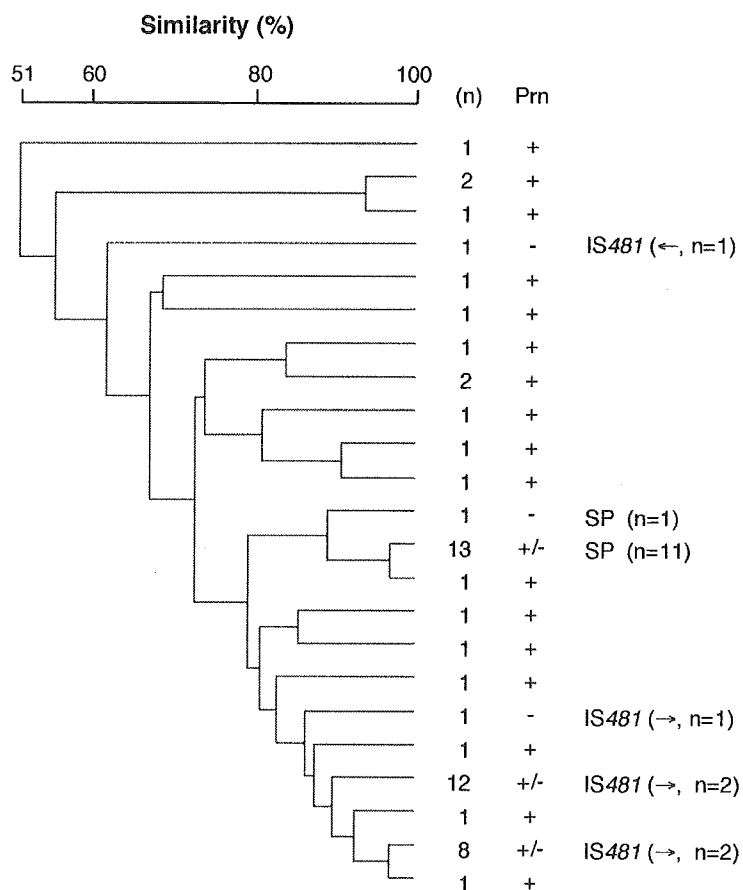 Similarity (%)
51 60 80 100
(n) Prn
1 +
2 +
1 +
1 - IS481 (←, n=1)
1 +
1 +
1 +
2 +
1 +
1 +
1 +
1 - SP (n=1)
13 +/- SP (n=11)
1 +
1 +
1 +
1 +
1 - IS481 (→, n=1)
1 +
12 +/- IS481 (→, n=2)
1 +
8 +/- IS481 (→, n=2)
1 +